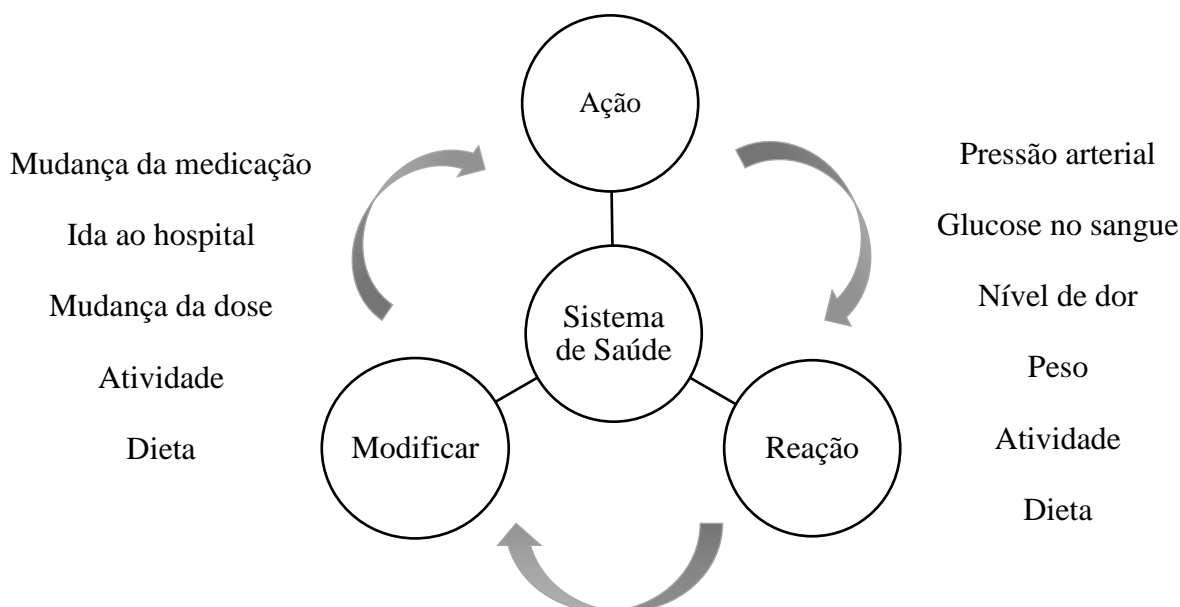 Ação
Mudança da medicação
Ida ao hospital
Mudança da dose
Atividade
Dieta
Sistema
de Saúde
Modificar
Reação
Pressão arterial
Glucose no sangue
Nível de dor
Peso
Atividade
Dieta